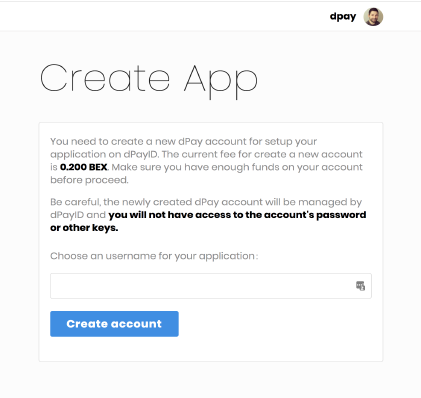 dpay
Create App
You need to create a new dPay account for setup your
application on dPayID. The current fee for create a new account
is 0.200 BEX. Make sure you have enough funds on your account
before proceed.
Be careful, the newly created dPay account will be managed by
dPayID and you will not have access to the account's password
or other keys.
Choose an username for your application:
Create account